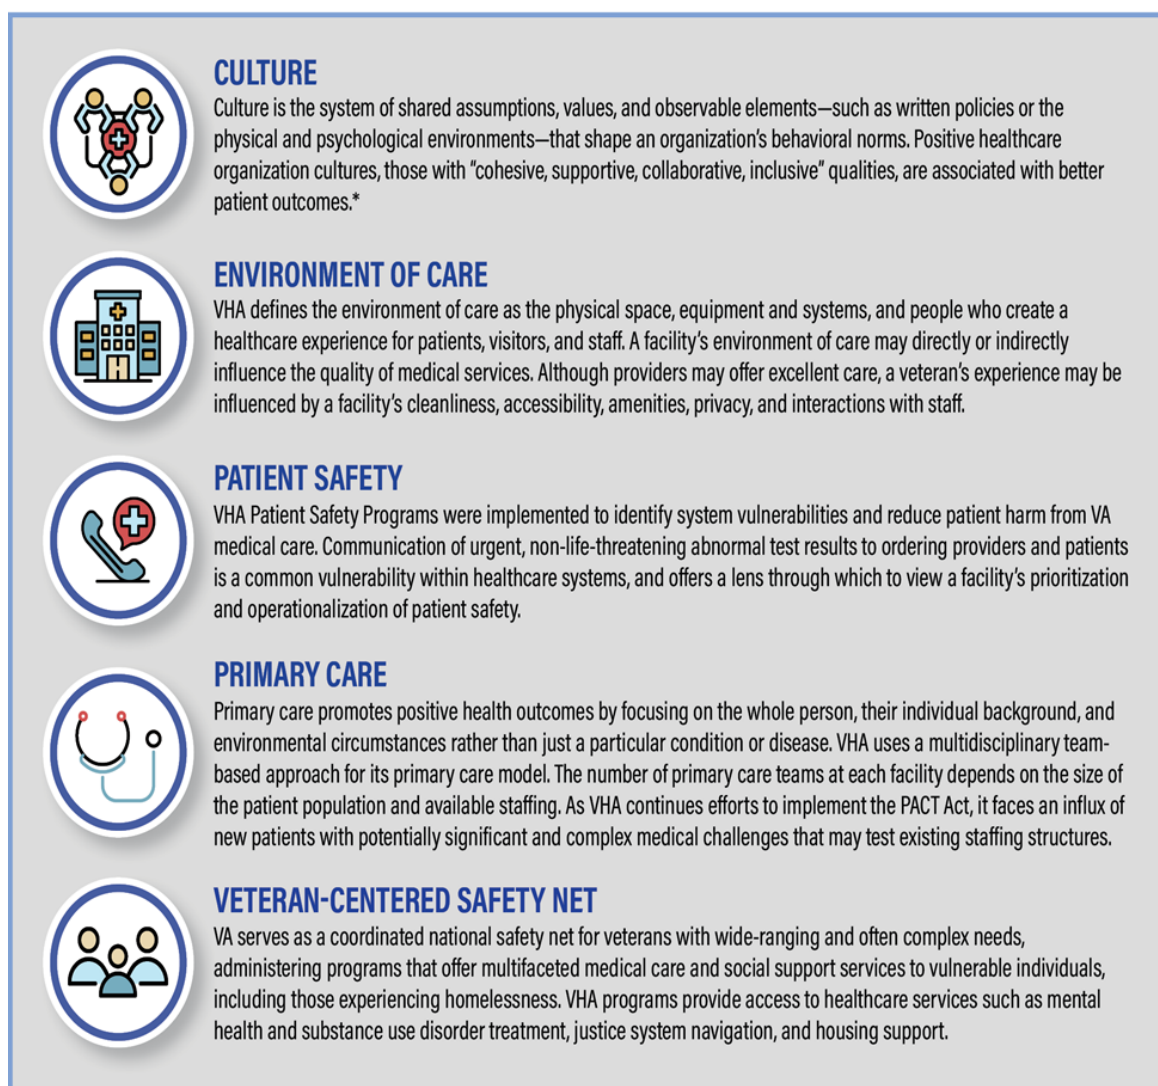 CULTURE
Culture is the system of shared assumptions, values, and observable elements—such as written policies or the
physical and psychological environments—that shape an organization's behavioral norms. Positive healthcare
organization cultures, those with “cohesive, supportive, collaborative, inclusive” qualities, are associated with better
patient outcomes.*
ENVIRONMENT OF CARE
VHA defines the environment of care as the physical space, equipment and systems, and people who create a
healthcare experience for patients, visitors, and staff. A facility's environment of care may directly or indirectly
influence the quality of medical services. Although providers may offer excellent care, a veteran's experience may be
influenced by a facility's cleanliness, accessibility, amenities, privacy, and interactions with staff.
PATIENT SAFETY
VHA Patient Safety Programs were implemented to identify system vulnerabilities and reduce patient harm from VA
medical care. Communication of urgent, non-life-threatening abnormal test results to ordering providers and patients
is a common vulnerability within healthcare systems, and offers a lens through which to view a facility's prioritization
and operationalization of patient safety.
PRIMARY CARE
Primary care promotes positive health outcomes by focusing on the whole person, their individual background, and
environmental circumstances rather than just a particular condition or disease. VHA uses a multidisciplinary team-
based approach for its primary care model. The number of primary care teams at each facility depends on the size of
the patient population and available staffing. As VHA continues efforts to implement the PACT Act, it faces an influx of
new patients with potentially significant and complex medical challenges that may test existing staffing structures.
VETERAN-CENTERED SAFETY NET
VA serves as a coordinated national safety net for veterans with wide-ranging and often complex needs,
administering programs that offer multifaceted medical care and social support services to vulnerable individuals,
including those experiencing homelessness. VHA programs provide access to healthcare services such as mental
health and substance use disorder treatment, justice system navigation, and housing support.